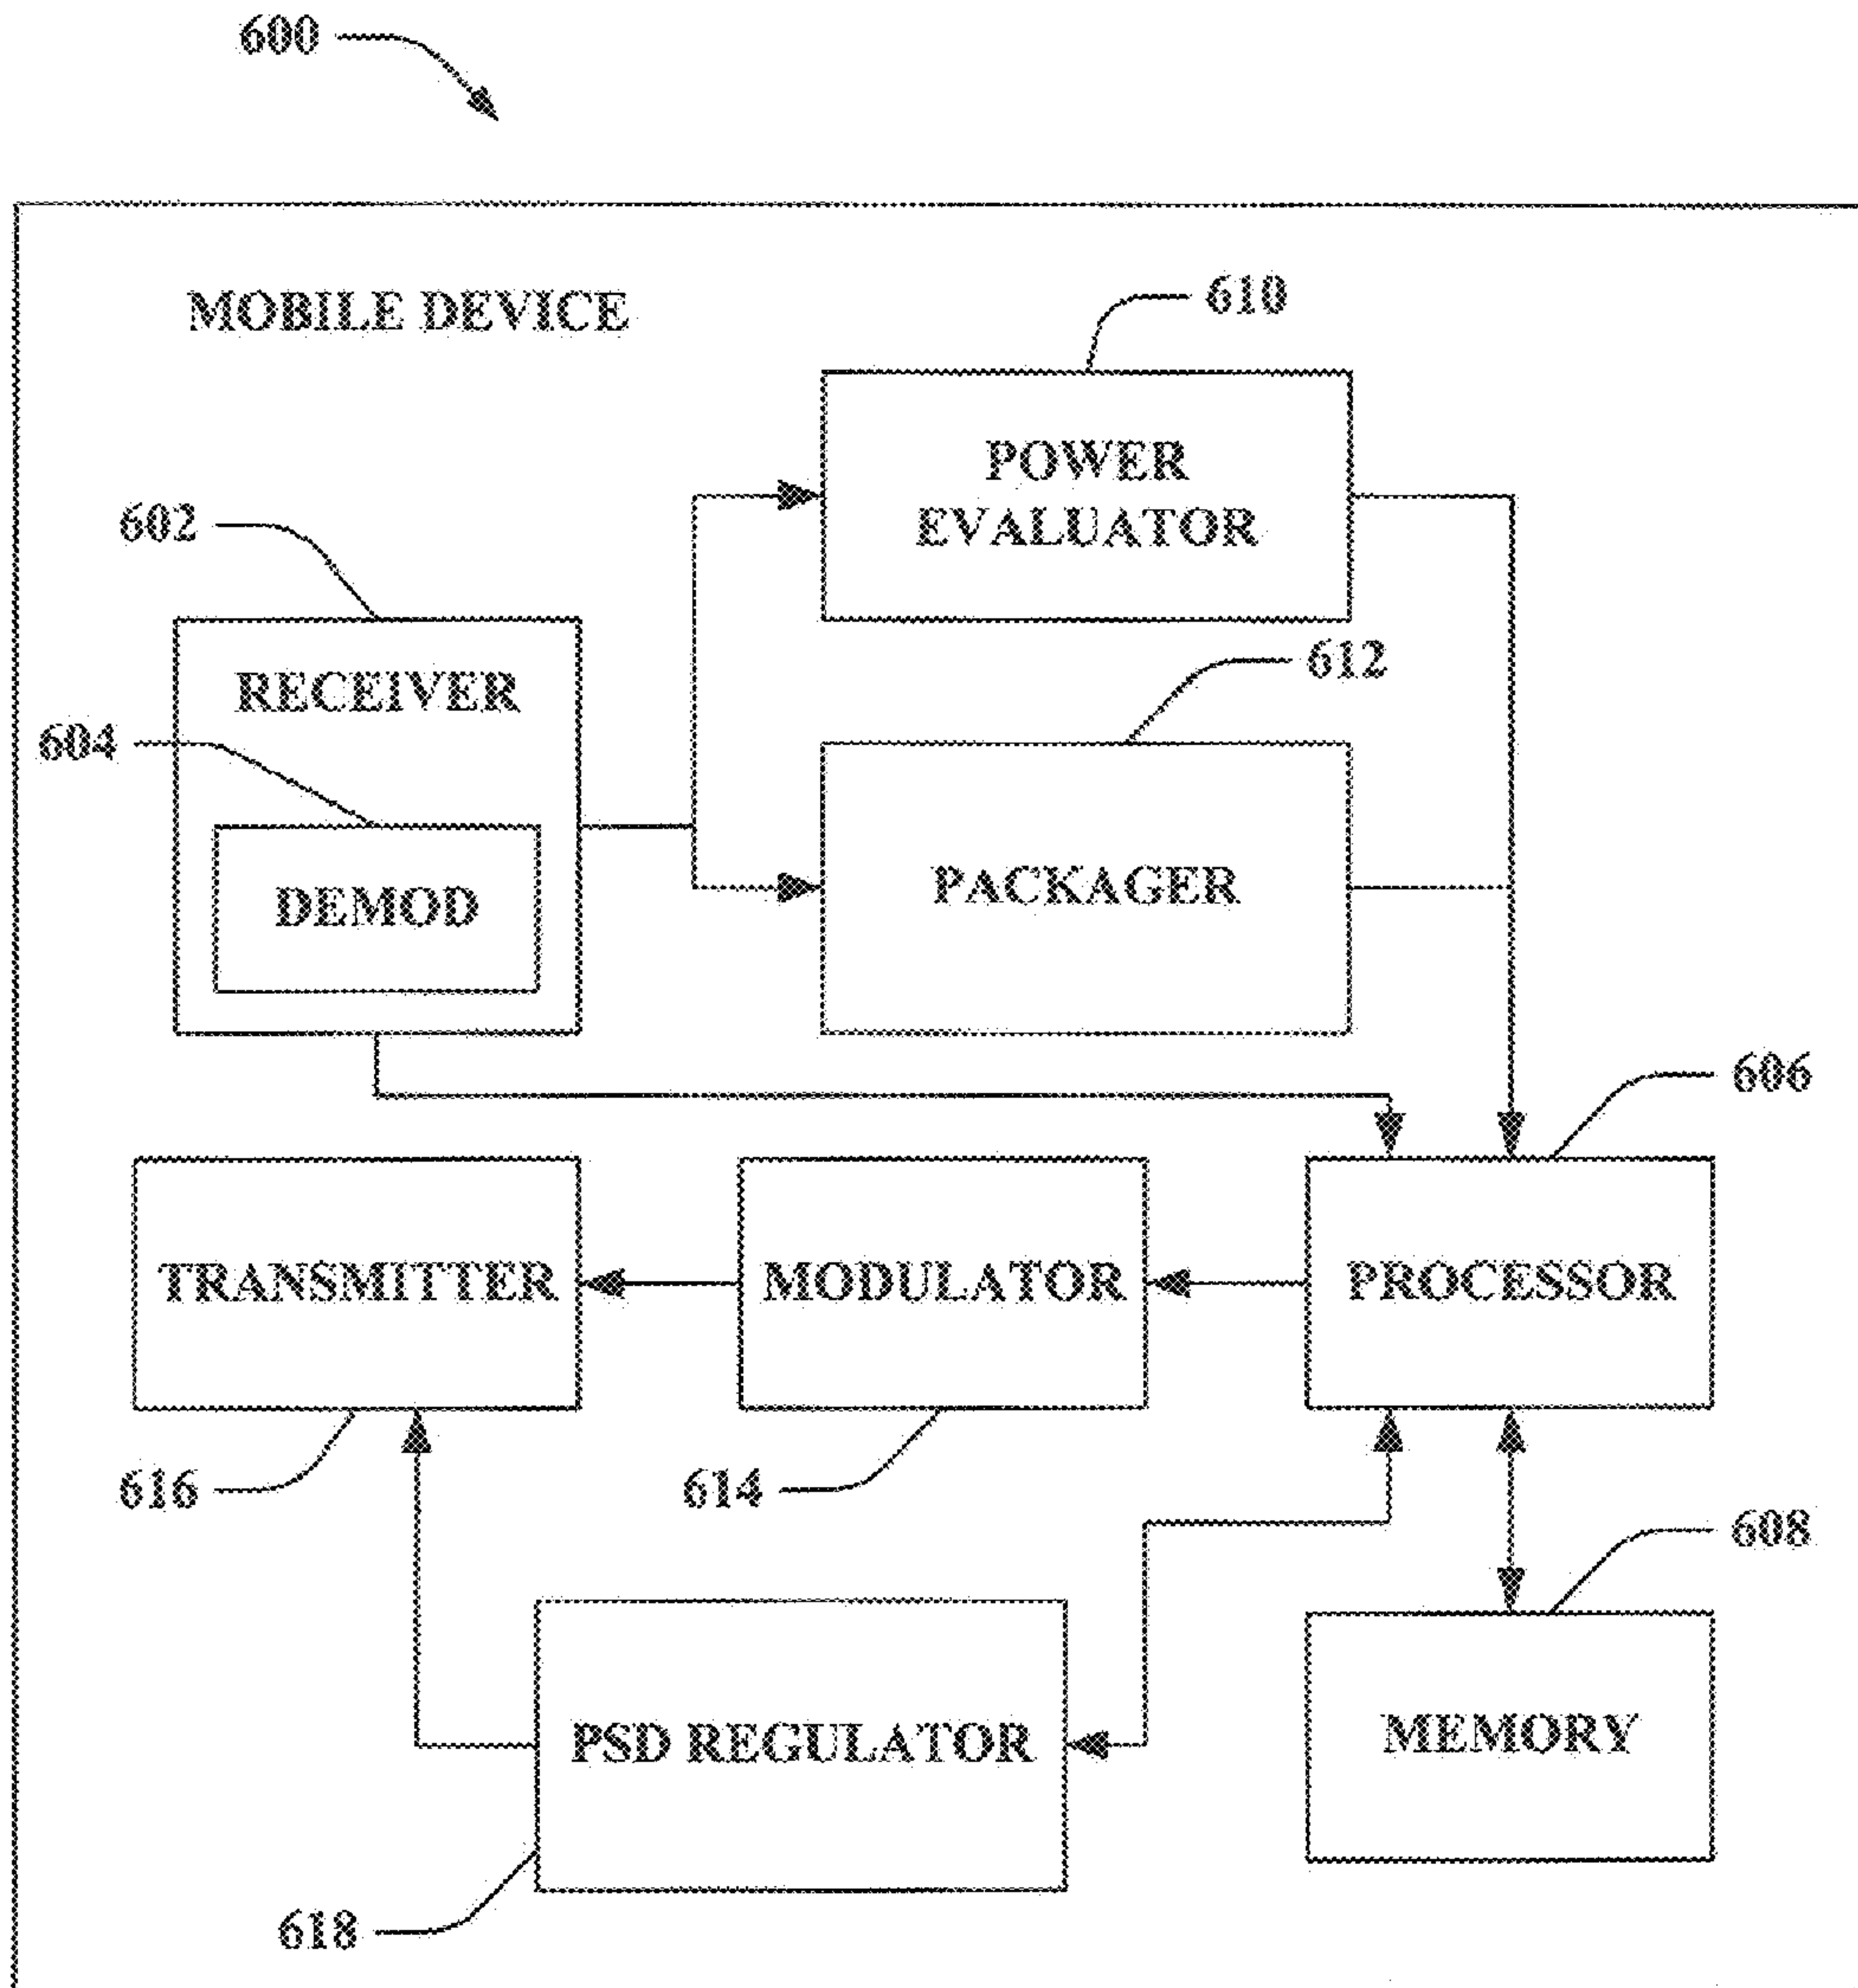 600
MOBILE DEVICE
610
POWER
EVALUATOR
602
RECEIVER
612
604
DEMOD
PACKAGER
606
TRANSMITTER
MODULATOR
PROCESSOR
616
614
608
PSD REGULATOR
MEMORY
618